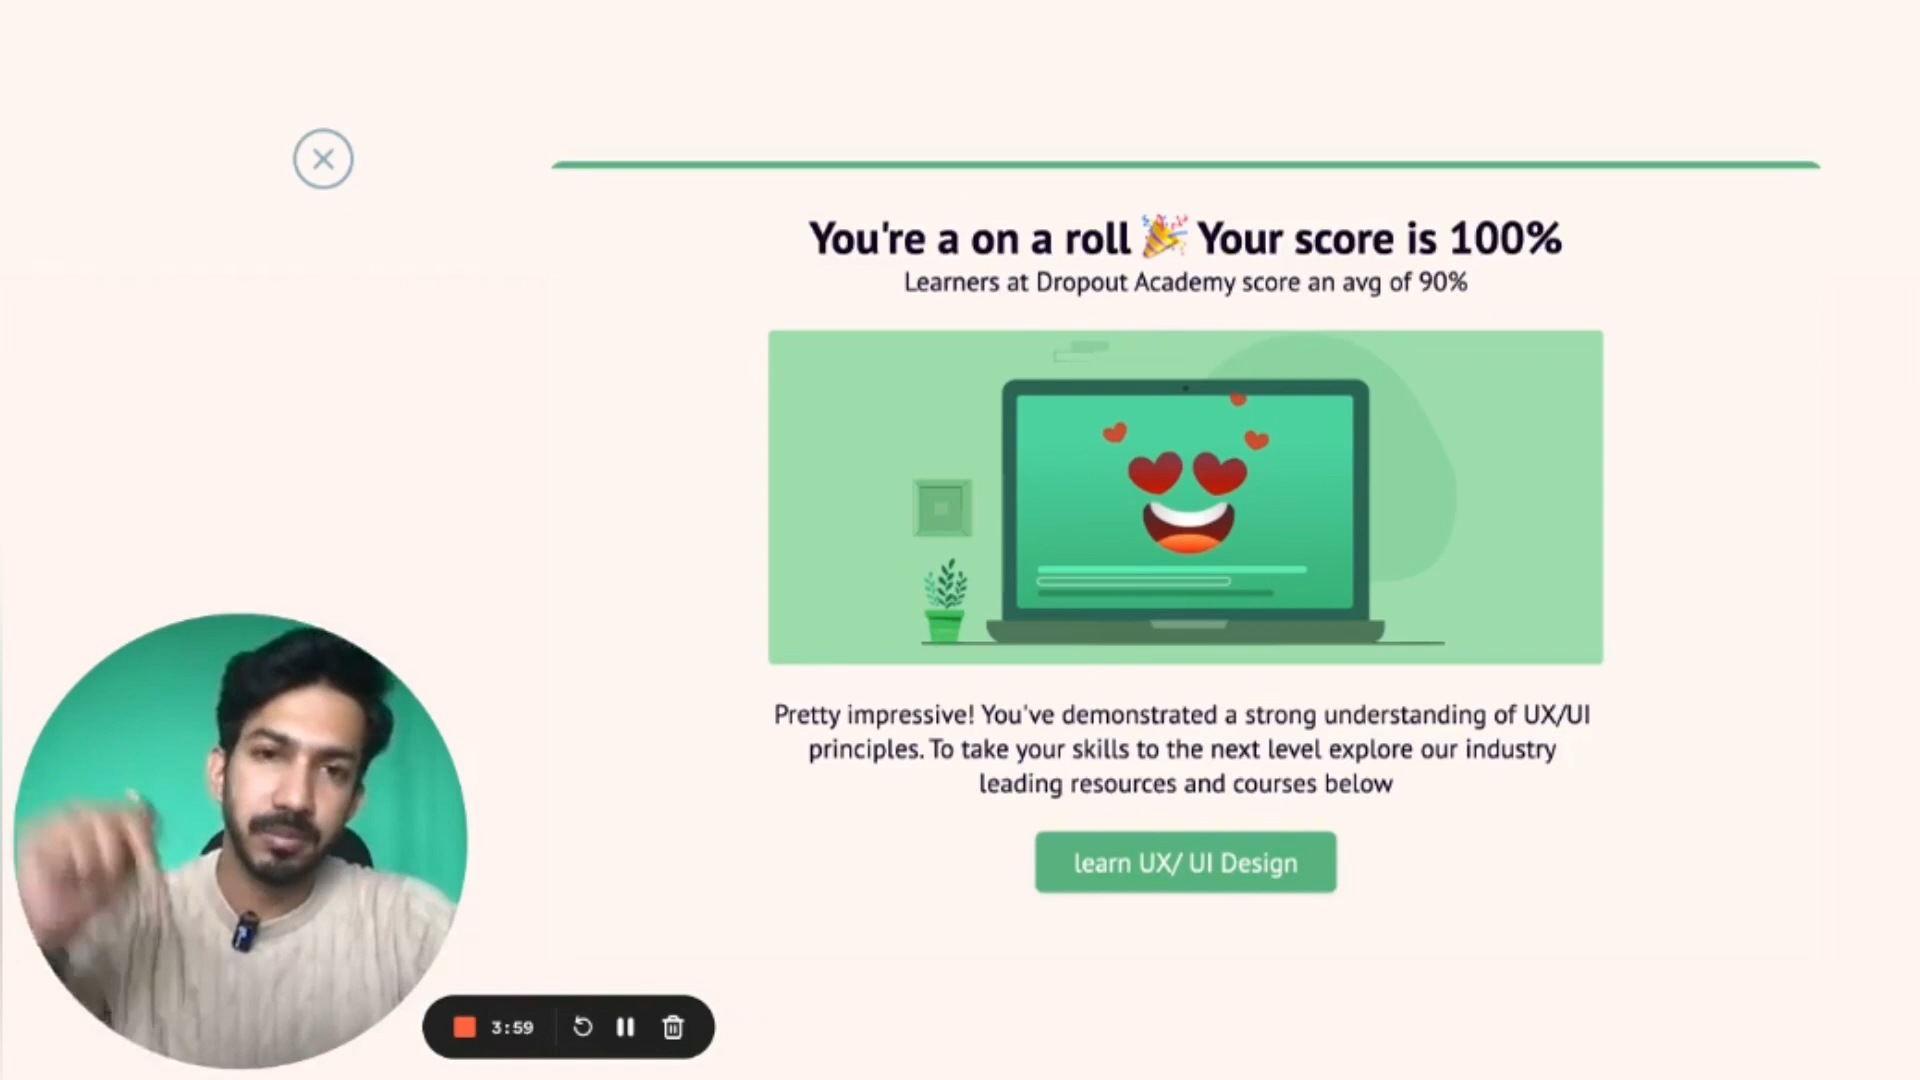 You're a on a roll 🎉 Your score is 100%
Learners at Dropout Academy score an avg of 90%
Pretty impressive! You've demonstrated a strong understanding of UX/UI
principles. To take your skills to the next level explore our industry
leading resources and courses below
learn UX/ UI Design
3:59